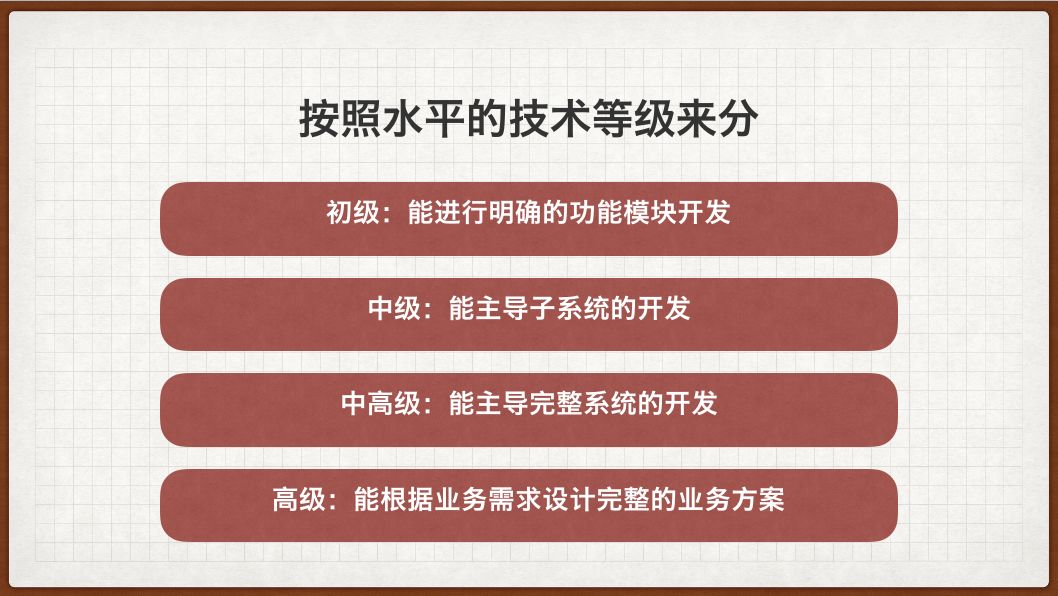 按照水平的技术等级来分
初级：能进行明确的功能模块开发
中级：能主导子系统的开发
中高级：能主导完整系统的开发
高级：能根据业务需求设计完整的业务方案